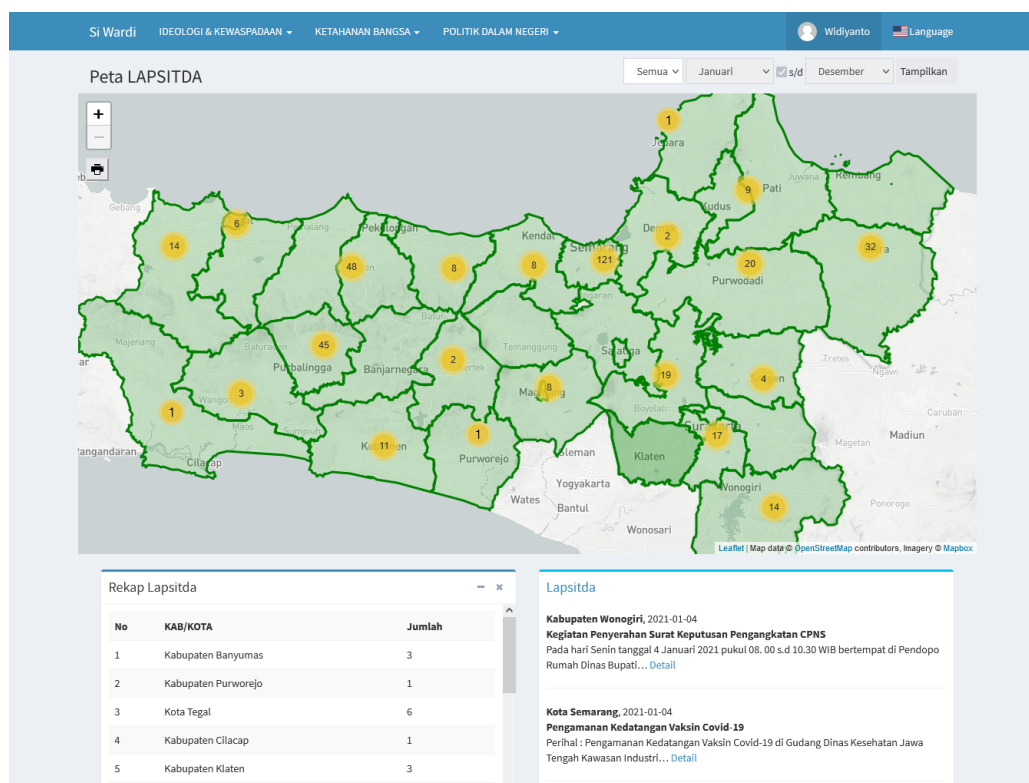 Si Wardi IDEOLOGI & KEWASPADAAN KETAHANAN BANGSA POLITIK DALAM NEGERI Widiyanto Language
Peta LAPSITDA
Semua Januari s/d Desember Tampilkan
+
−
1
Jepara
Juwana
Rembang
9
Pati
Kudus
Gebang
6
14
Pekalongan
Kendal
Semarang
Demak
2
32
48
8
8
121
20
Purwodadi
Majenang
Baturaden
45
Purbalingga
Banjarnegara
2
Temanggung
Salatiga
Tretes
Ngawi
3
8
19
4
1
Boyolali
Caruban
Maos
Sumpiuh
11
1
Purworejo
Sleman
Klaten
Surakarta
17
Magetan
Madiun
Pangandaran
Cilacap
Yogyakarta
Wates
Bantul
Wonogiri
14
Ponorogo
Wonosari
Leaflet | Map data © OpenStreetMap contributors, Imagery © Mapbox
Rekap Lapsitda
No KAB/KOTA Jumlah
1 Kabupaten Banyumas 3
2 Kabupaten Purworejo 1
3 Kota Tegal 6
4 Kabupaten Cilacap 1
5 Kabupaten Klaten 3
Lapsitda
Kabupaten Wonogiri, 2021-01-04
Kegiatan Penyerahan Surat Keputusan Pengangkatan CPNS
Pada hari Senin tanggal 4 Januari 2021 pukul 08. 00 s.d 10.30 WIB bertempat di Pendopo
Rumah Dinas Bupati... Detail
Kota Semarang, 2021-01-04
Pengamanan Kedatangan Vaksin Covid-19
Perihal : Pengamanan Kedatangan Vaksin Covid-19 di Gudang Dinas Kesehatan Jawa
Tengah Kawasan Industri... Detail